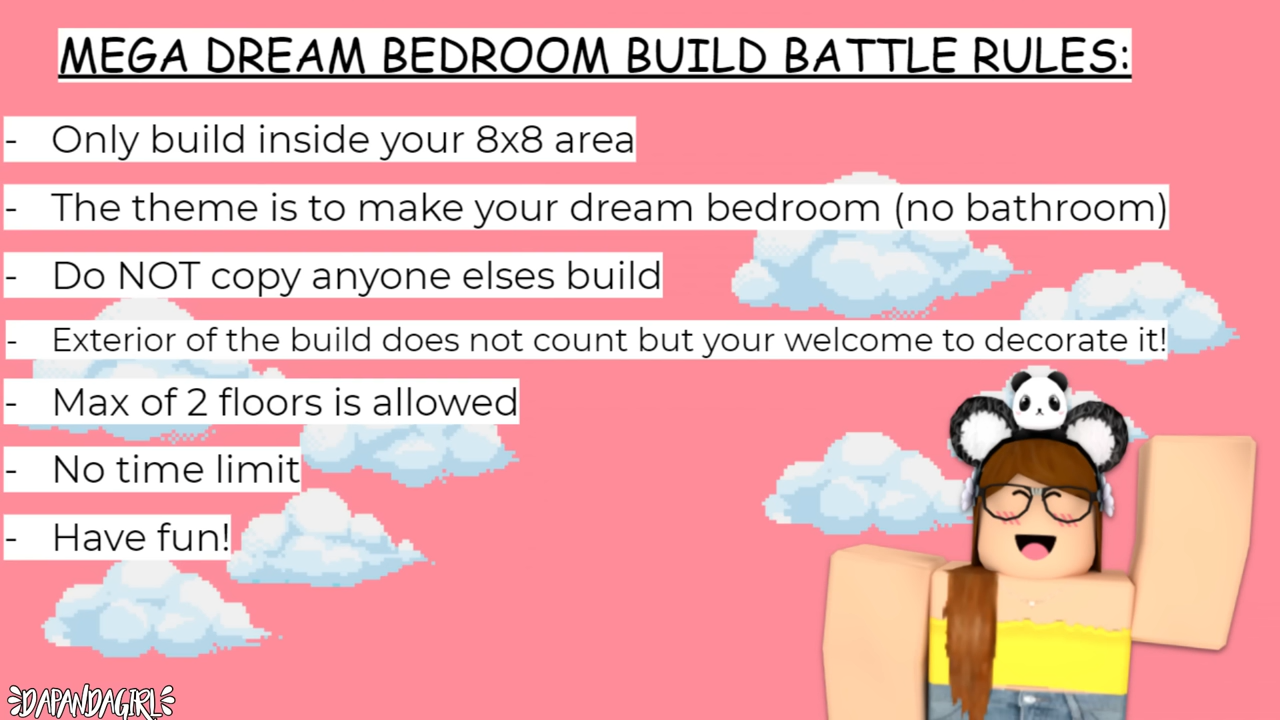 MEGA DREAM BEDROOM BUILD BATTLE RULES:
- Only build inside your 8x8 area
- The theme is to make your dream bedroom (no bathroom)
- Do NOT copy anyone elses build
- Exterior of the build does not count but your welcome to decorate it!
- Max of 2 floors is allowed
- No time limit
- Have fun!
DAPANDAGIRL